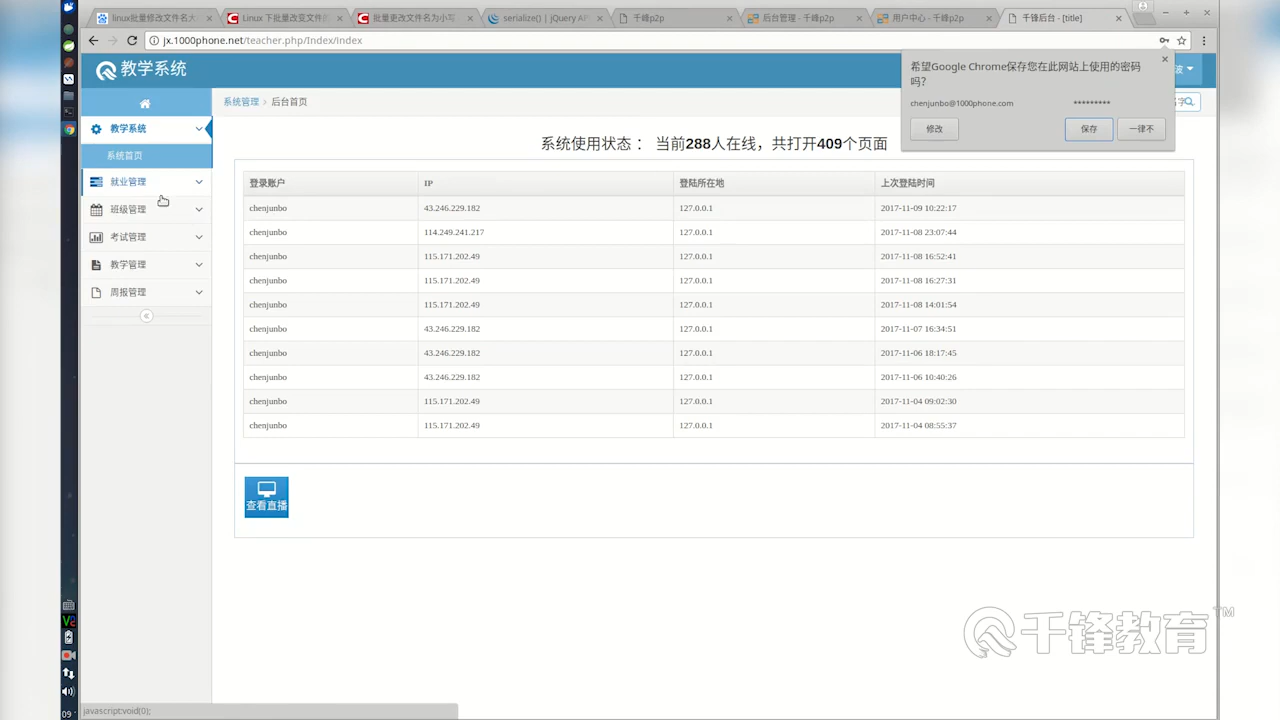 linux批量修改文件名大
Linux 下批量改变文件的
批量更改文件名为小写
serialize() | jQuery AP
千峰p2p
后台管理 - 千峰p2p
用户中心 - 千峰p2p
千锋后台 - [title]
jx.1000phone.net/teacher.php/Index/Index
教学系统
波
希望Google Chrome保存您在此网站上使用的密码吗?
chenjunbo@1000phone.com
*********
修改
保存
一律不
系统管理
后台首页
字
教学系统
系统首页
就业管理
班级管理
考试管理
教学管理
周报管理
系统使用状态 : 当前288人在线，共打开409个页面
登录账户 IP 登陆所在地 上次登陆时间
chenjunbo 43.246.229.182 127.0.0.1 2017-11-09 10:22:17
chenjunbo 114.249.241.217 127.0.0.1 2017-11-08 23:07:44
chenjunbo 115.171.202.49 127.0.0.1 2017-11-08 16:52:41
chenjunbo 115.171.202.49 127.0.0.1 2017-11-08 16:27:31
chenjunbo 115.171.202.49 127.0.0.1 2017-11-08 14:01:54
chenjunbo 43.246.229.182 127.0.0.1 2017-11-07 16:34:51
chenjunbo 43.246.229.182 127.0.0.1 2017-11-06 18:17:45
chenjunbo 43.246.229.182 127.0.0.1 2017-11-06 10:40:26
chenjunbo 115.171.202.49 127.0.0.1 2017-11-04 09:02:30
chenjunbo 115.171.202.49 127.0.0.1 2017-11-04 08:55:37
查看直播
千锋教育TM
javascript:void(0);
09